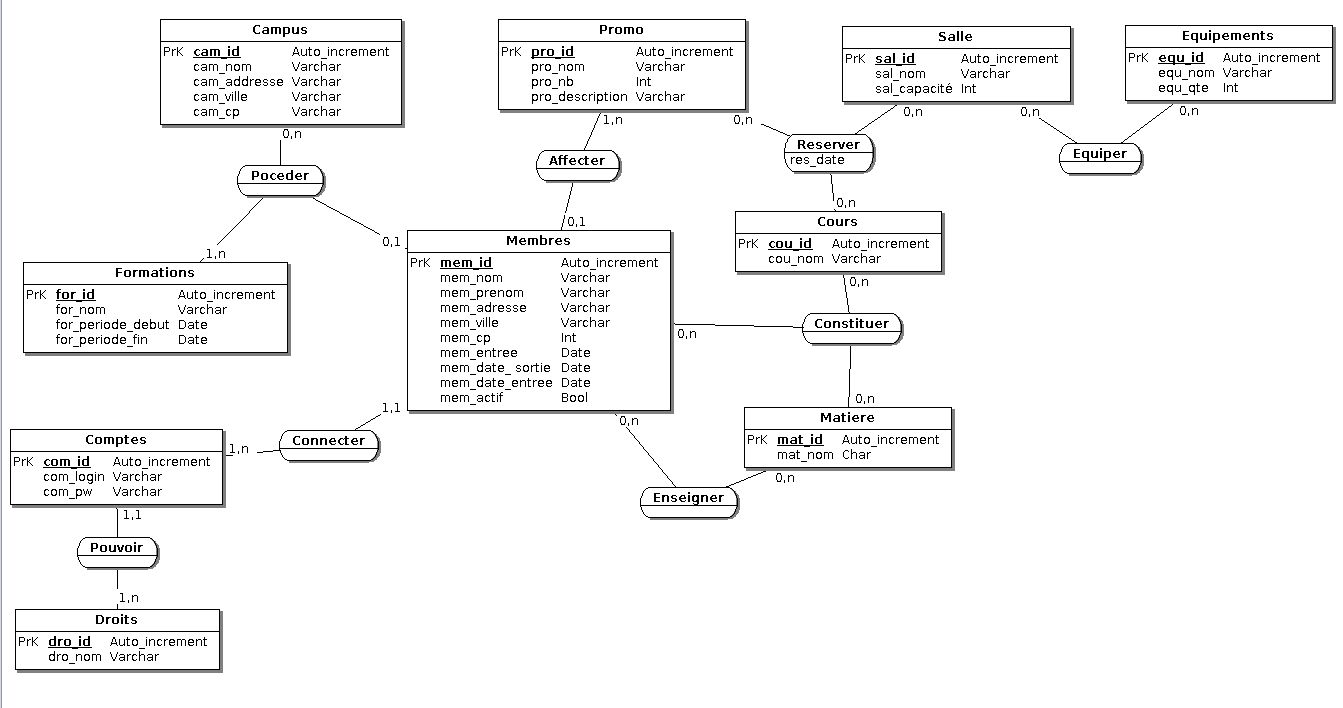 Campus
PrK cam_id Auto_increment
cam_nom Varchar
cam_addresse Varchar
cam_ville Varchar
cam_cp Varchar
0,n
Poceder
1,n
0,1
Formations
PrK for_id Auto_increment
for_nom Varchar
for_periode_debut Date
for_periode_fin Date
Promo
PrK pro_id Auto_increment
pro_nom Varchar
pro_nb Int
pro_description Varchar
1,n
0,n
Affecter
0,1
Salle
PrK sal_id Auto_increment
sal_nom Varchar
sal_capacité Int
0,n
0,n
Equipements
PrK equ_id Auto_increment
equ_nom Varchar
equ_qte Int
0,n
Reserver
res_date
Equiper
0,n
Cours
PrK cou_id Auto_increment
cou_nom Varchar
0,n
Membres
PrK mem_id Auto_increment
mem_nom Varchar
mem_prenom Varchar
mem_adresse Varchar
mem_ville Varchar
mem_cp Int
mem_entree Date
mem_date_ sortie Date
mem_date_entree Date
mem_actif Bool
0,n
Constituer
0,n
Matiere
PrK mat_id Auto_increment
mat_nom Char
0,n
0,n
Enseigner
1,1
Connecter
1,n
Comptes
PrK com_id Auto_increment
com_login Varchar
com_pw Varchar
1,1
Pouvoir
1,n
Droits
PrK dro_id Auto_increment
dro_nom Varchar